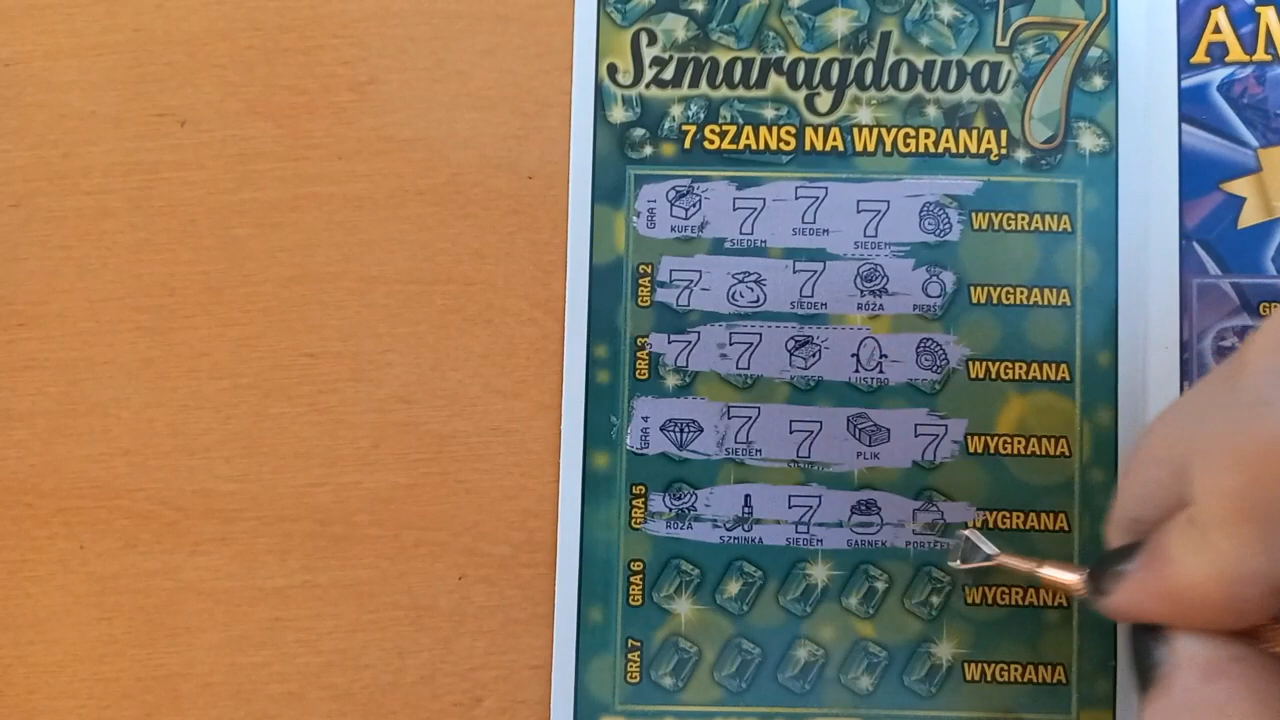 Szmaragdowa 7
7 SZANS NA WYGRANĄ!
AM
GRA 1 KUFER 7 SIEDEM 7 SIEDEM 7 SIEDEM WYGRANA
GRA 2 7 7 SIEDEM RÓŻA PIERŚ WYGRANA
GRA 3 7 7 LUSTRO WYGRANA
GRA 4 7 SIEDEM 7 SIEDEM PLIK 7 WYGRANA
GRA 5 RÓŻA SZMINKA 7 SIEDEM GARNEK PORTFEL WYGRANA
GRA 6 WYGRANA
GRA 7 WYGRANA